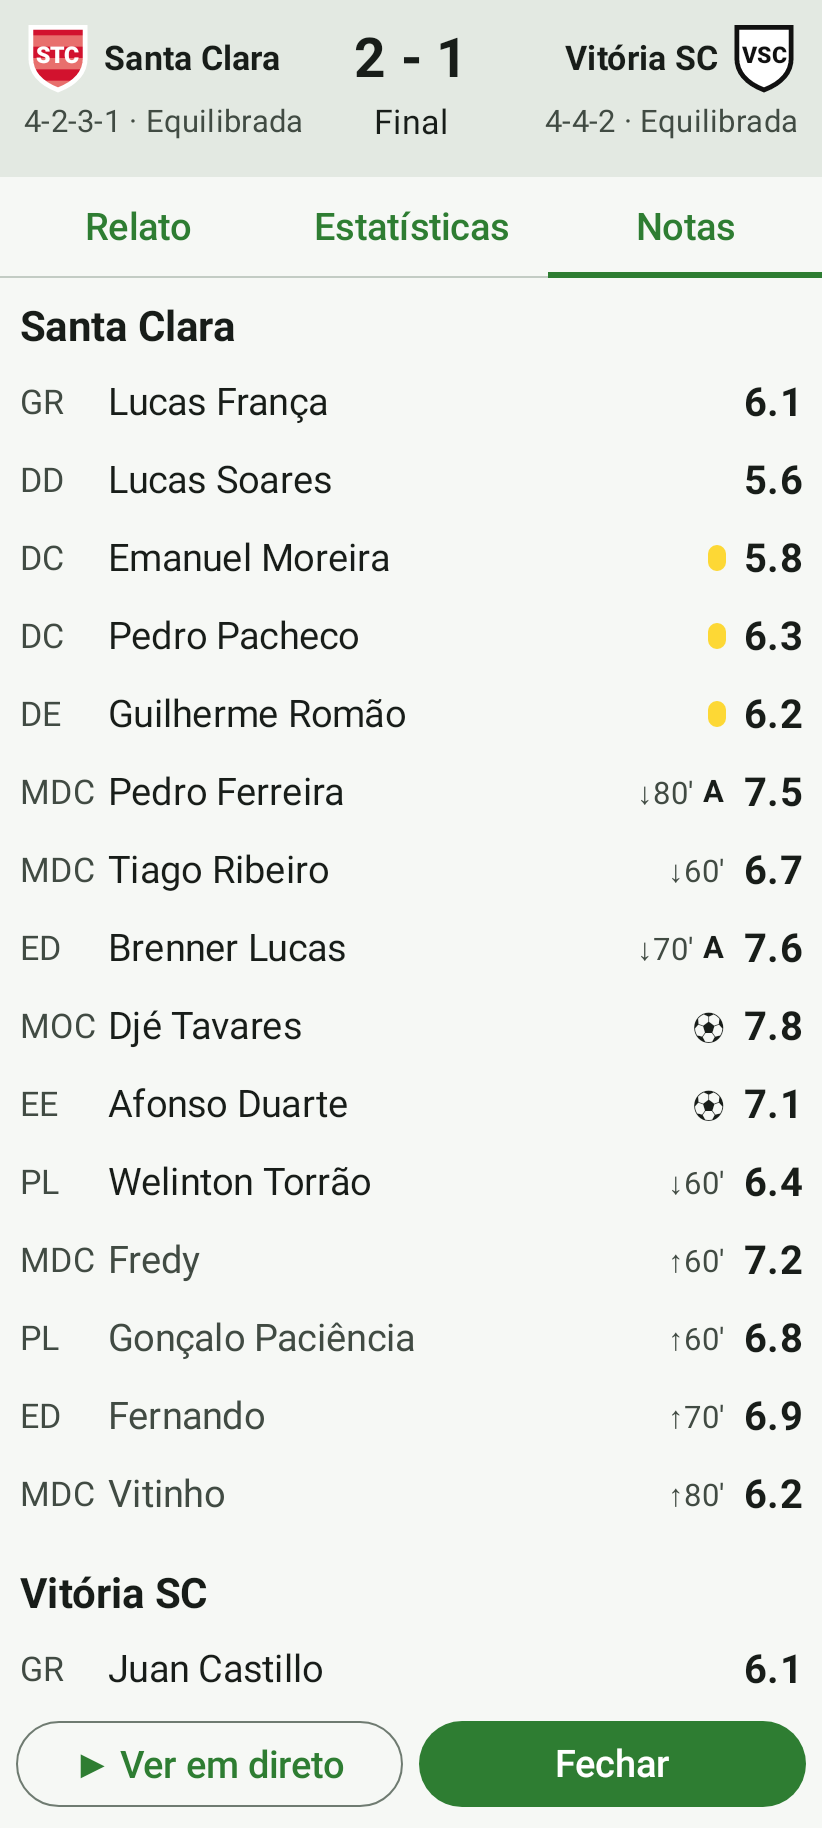 STC Santa Clara 2 - 1 Vitória SC VSC
4-2-3-1 · Equilibrada Final 4-4-2 · Equilibrada
Relato Estatísticas Notas
Santa Clara
GR Lucas França 6.1
DD Lucas Soares 5.6
DC Emanuel Moreira 5.8
DC Pedro Pacheco 6.3
DE Guilherme Romão 6.2
MDC Pedro Ferreira ↓80' A 7.5
MDC Tiago Ribeiro ↓60' 6.7
ED Brenner Lucas ↓70' A 7.6
MOC Djé Tavares ⚽ 7.8
EE Afonso Duarte ⚽ 7.1
PL Welinton Torrão ↓60' 6.4
MDC Fredy ↑60' 7.2
PL Gonçalo Paciência ↑60' 6.8
ED Fernando ↑70' 6.9
MDC Vitinho ↑80' 6.2
Vitória SC
GR Juan Castillo 6.1
► Ver em direto Fechar